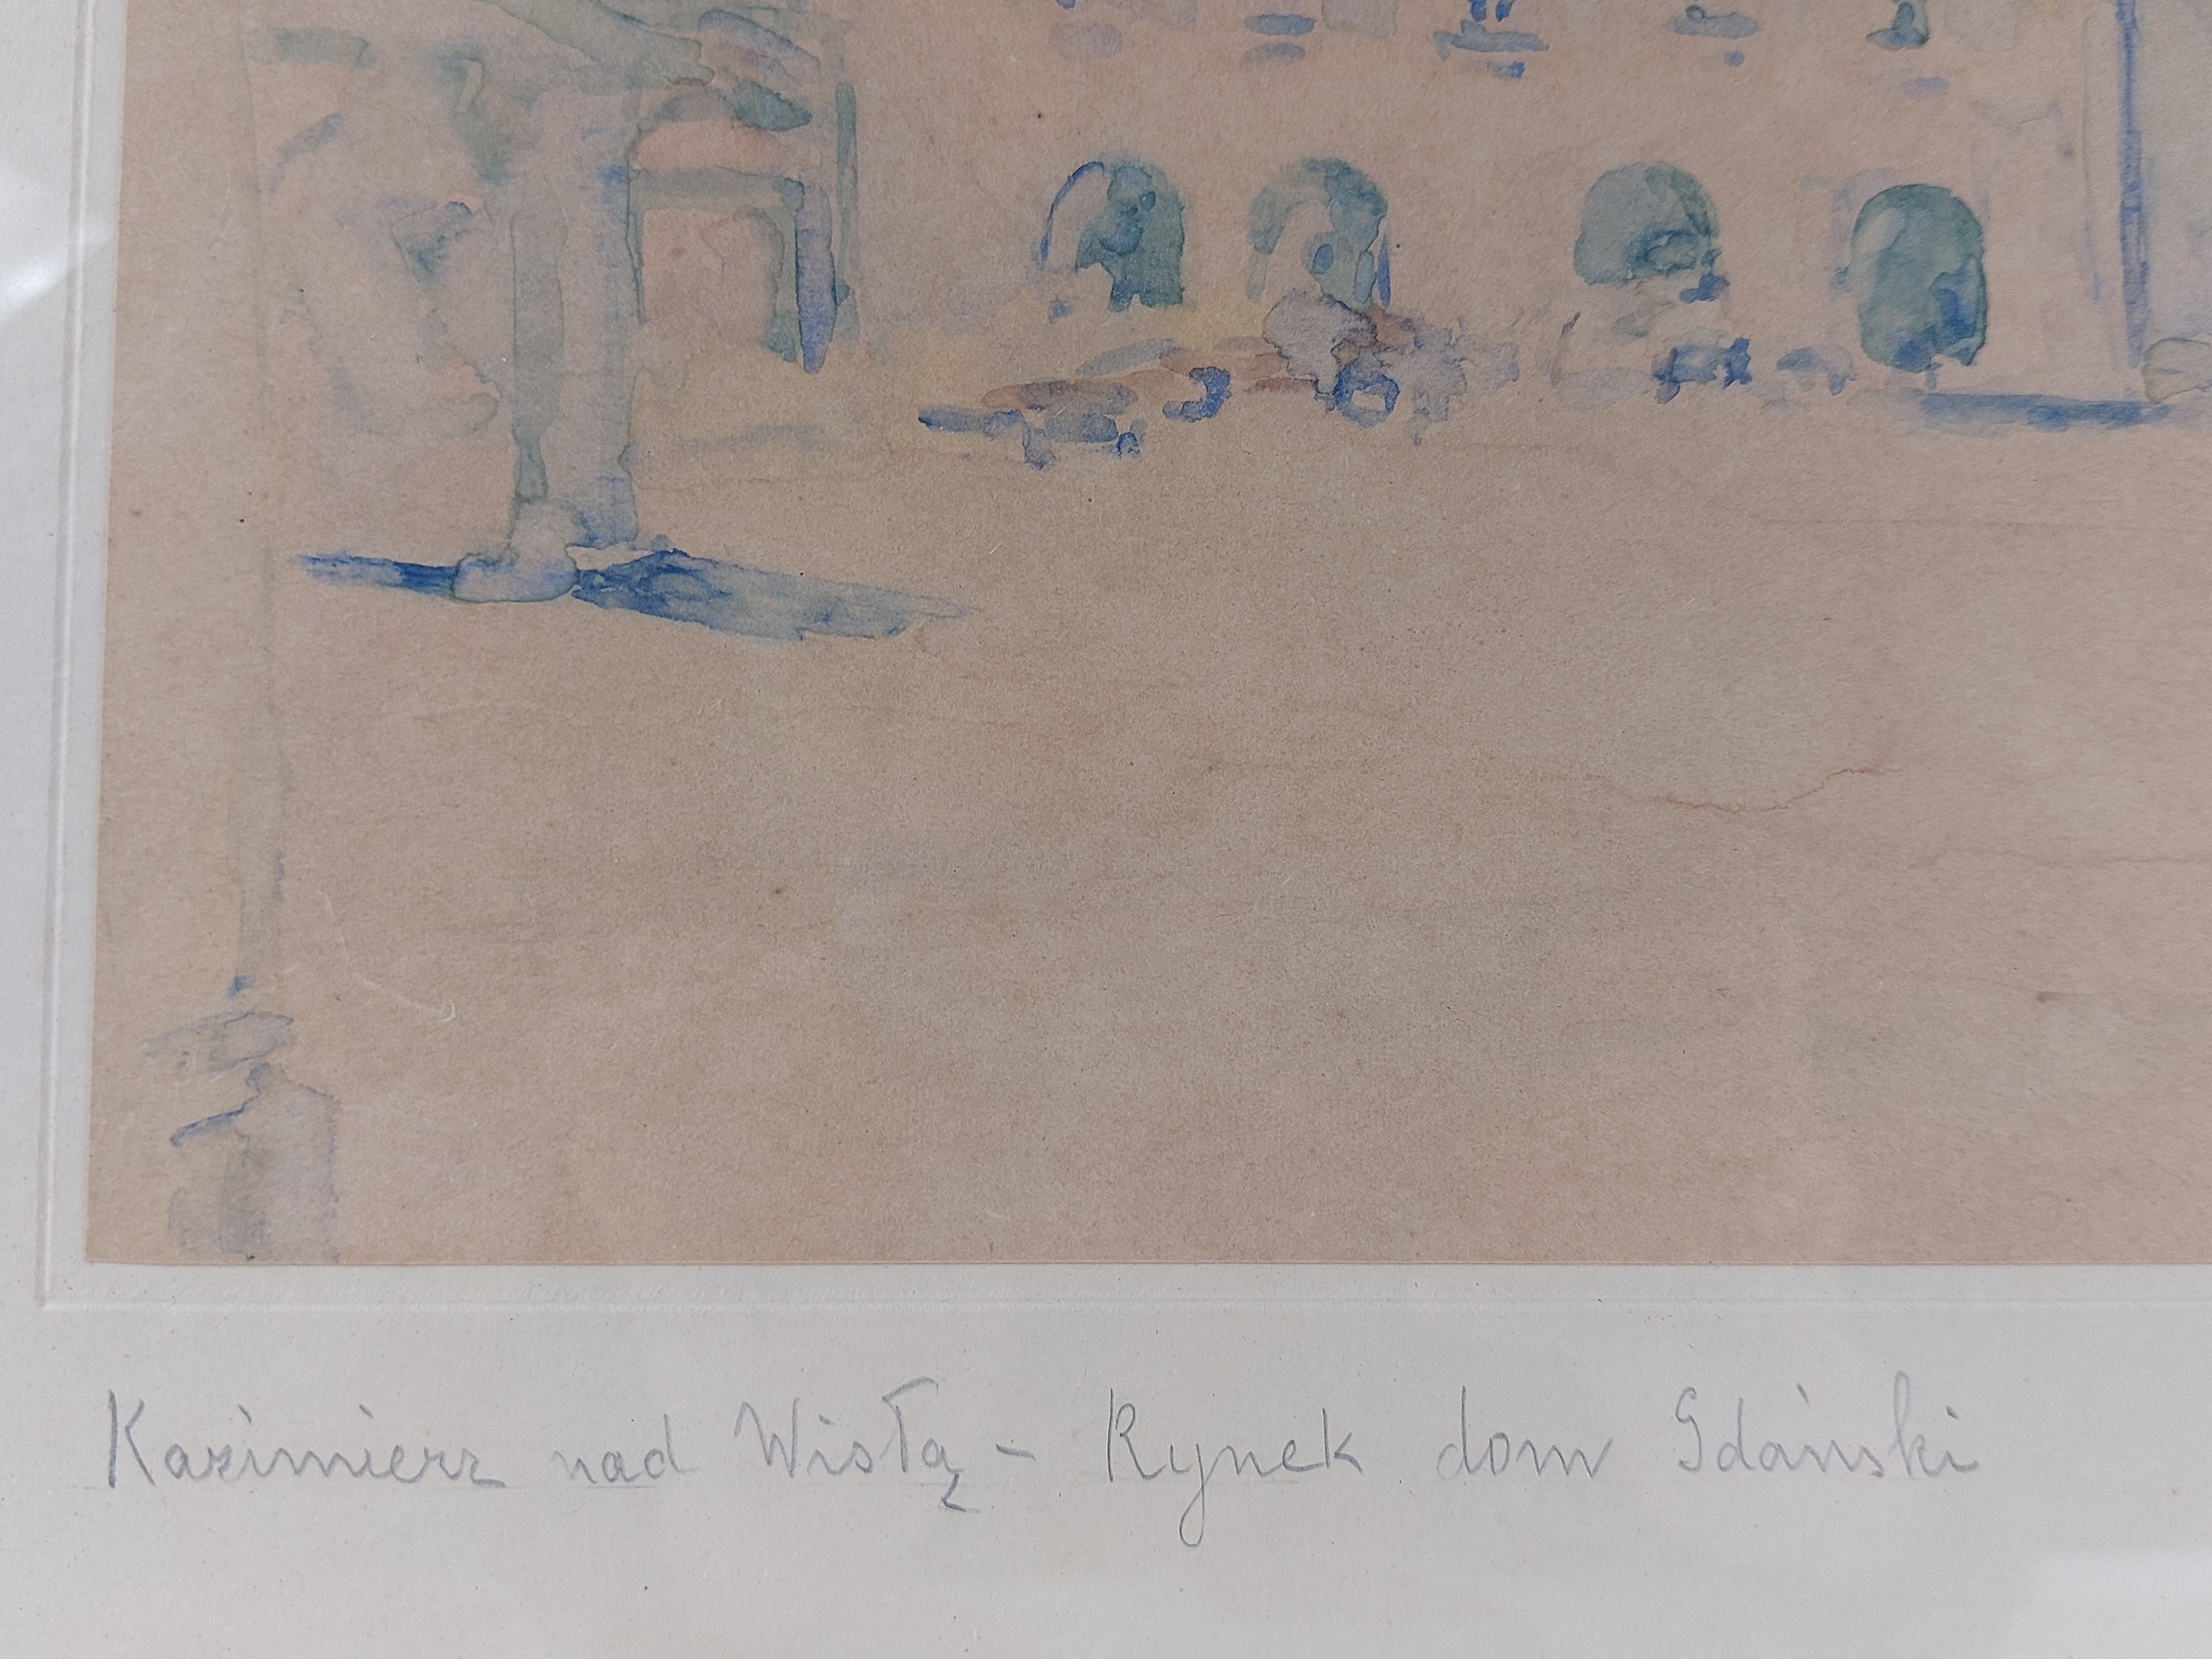 Kazimierz nad Wisłą - Rynek dom Gdański